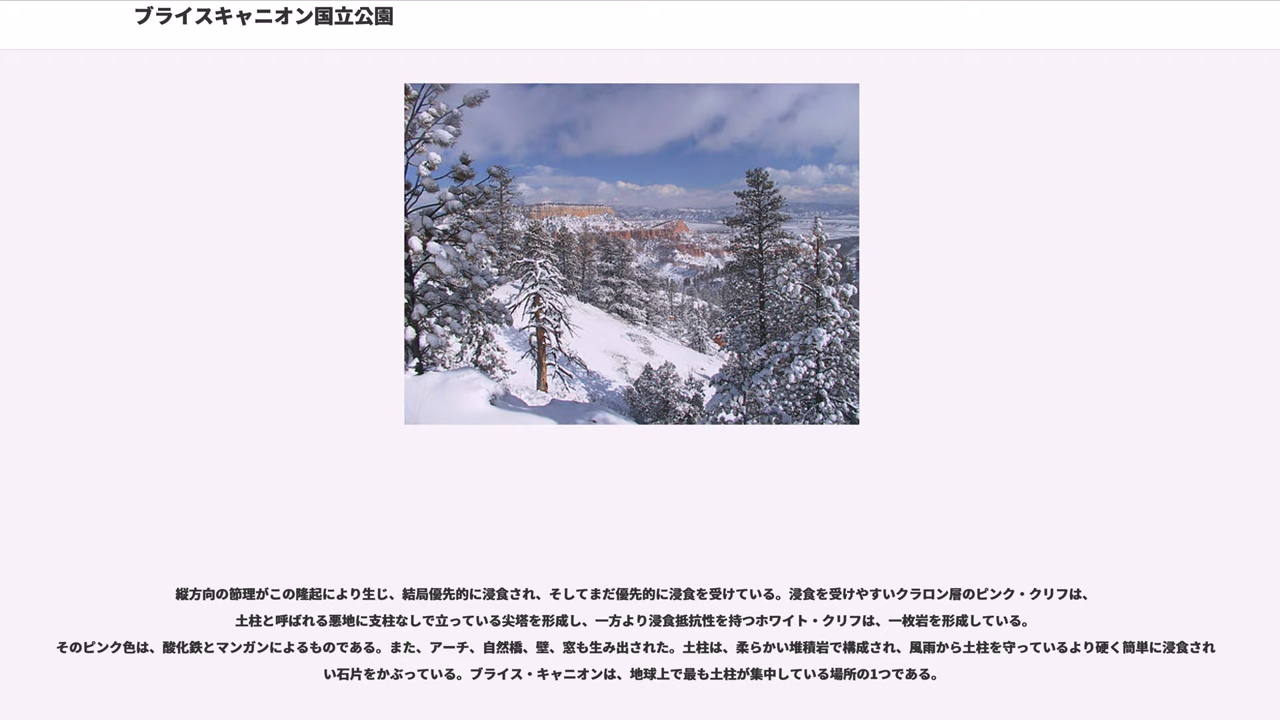 ブライスキャニオン国立公園
縦方向の節理がこの隆起により生じ、結局優先的に浸食され、そしてまだ優先的に浸食を受けている。浸食を受けやすいクラロン層のピンク・クリフは、
土柱と呼ばれる悪地に支柱なしで立っている尖塔を形成し、一方より浸食抵抗性を持つホワイト・クリフは、一枚岩を形成している。
そのピンク色は、酸化鉄とマンガンによるものである。また、アーチ、自然橋、壁、窓も生み出された。土柱は、柔らかい堆積岩で構成され、風雨から土柱を守っているより硬く簡単に浸食され
い石片をかぶっている。ブライス・キャニオンは、地球上で最も土柱が集中している場所の1つである。